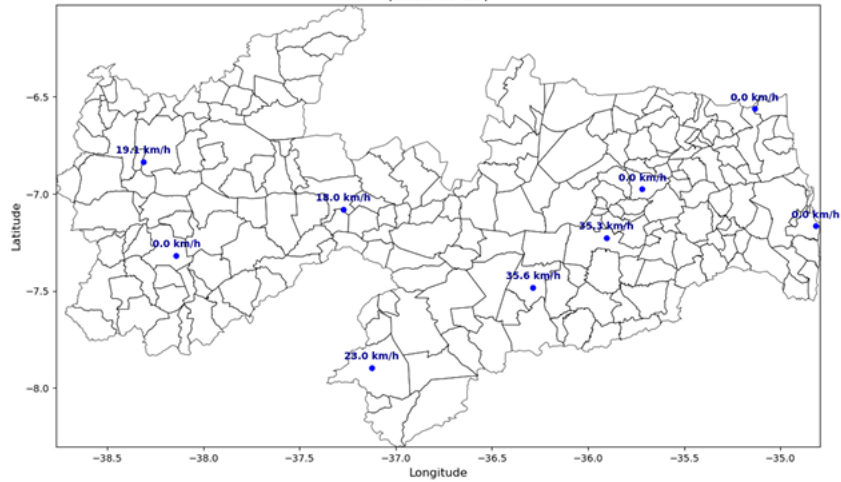 −6.5
−7.0
−7.5
−8.0
Latitude
0.0 km/h
19.1 km/h
0.0 km/h
18.0 km/h
0.0 km/h
35.3 km/h
0.0 km/h
35.6 km/h
23.0 km/h
−38.5 −38.0 −37.5 −37.0 −36.5 −36.0 −35.5 −35.0
Longitude